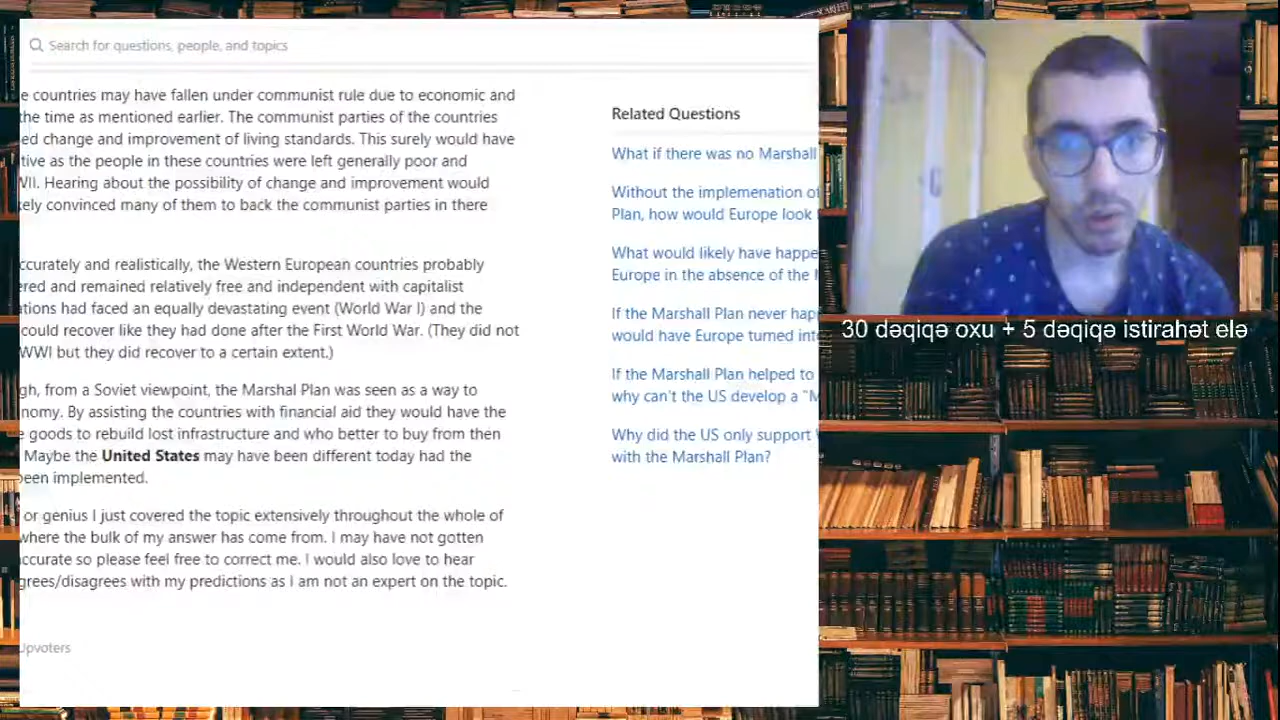 Search for questions, people, and topics
e countries may have fallen under communist rule due to economic and
the time as mentioned earlier. The communist parties of the countries
ed change and improvement of living standards. This surely would have
tive as the people in these countries were left generally poor and
WII. Hearing about the possibility of change and improvement would
ely convinced many of them to back the communist parties in there
ccurately and realistically, the Western European countries probably
ered and remained relatively free and independent with capitalist
ations had faced an equally devastating event (World War I) and the
could recover like they had done after the First World War. (They did not
WWI but they did recover to a certain extent.)
gh, from a Soviet viewpoint, the Marshal Plan was seen as a way to
nomy. By assisting the countries with financial aid they would have the
e goods to rebuild lost infrastructure and who better to buy from then
Maybe the United States may have been different today had the
been implemented.
or genius I just covered the topic extensively throughout the whole of
where the bulk of my answer has come from. I may have not gotten
accurate so please feel free to correct me. I would also love to hear
grees/disagrees with my predictions as I am not an expert on the topic.
Upvoters
Related Questions
What if there was no Marshall
Without the implemenation of
Plan, how would Europe look
What would likely have happe
Europe in the absence of the
If the Marshall Plan never hap
would have Europe turned int
If the Marshall Plan helped to
why can't the US develop a "M
Why did the US only support
with the Marshall Plan?
30 dəqiqə oxu + 5 dəqiqə istirahət elə